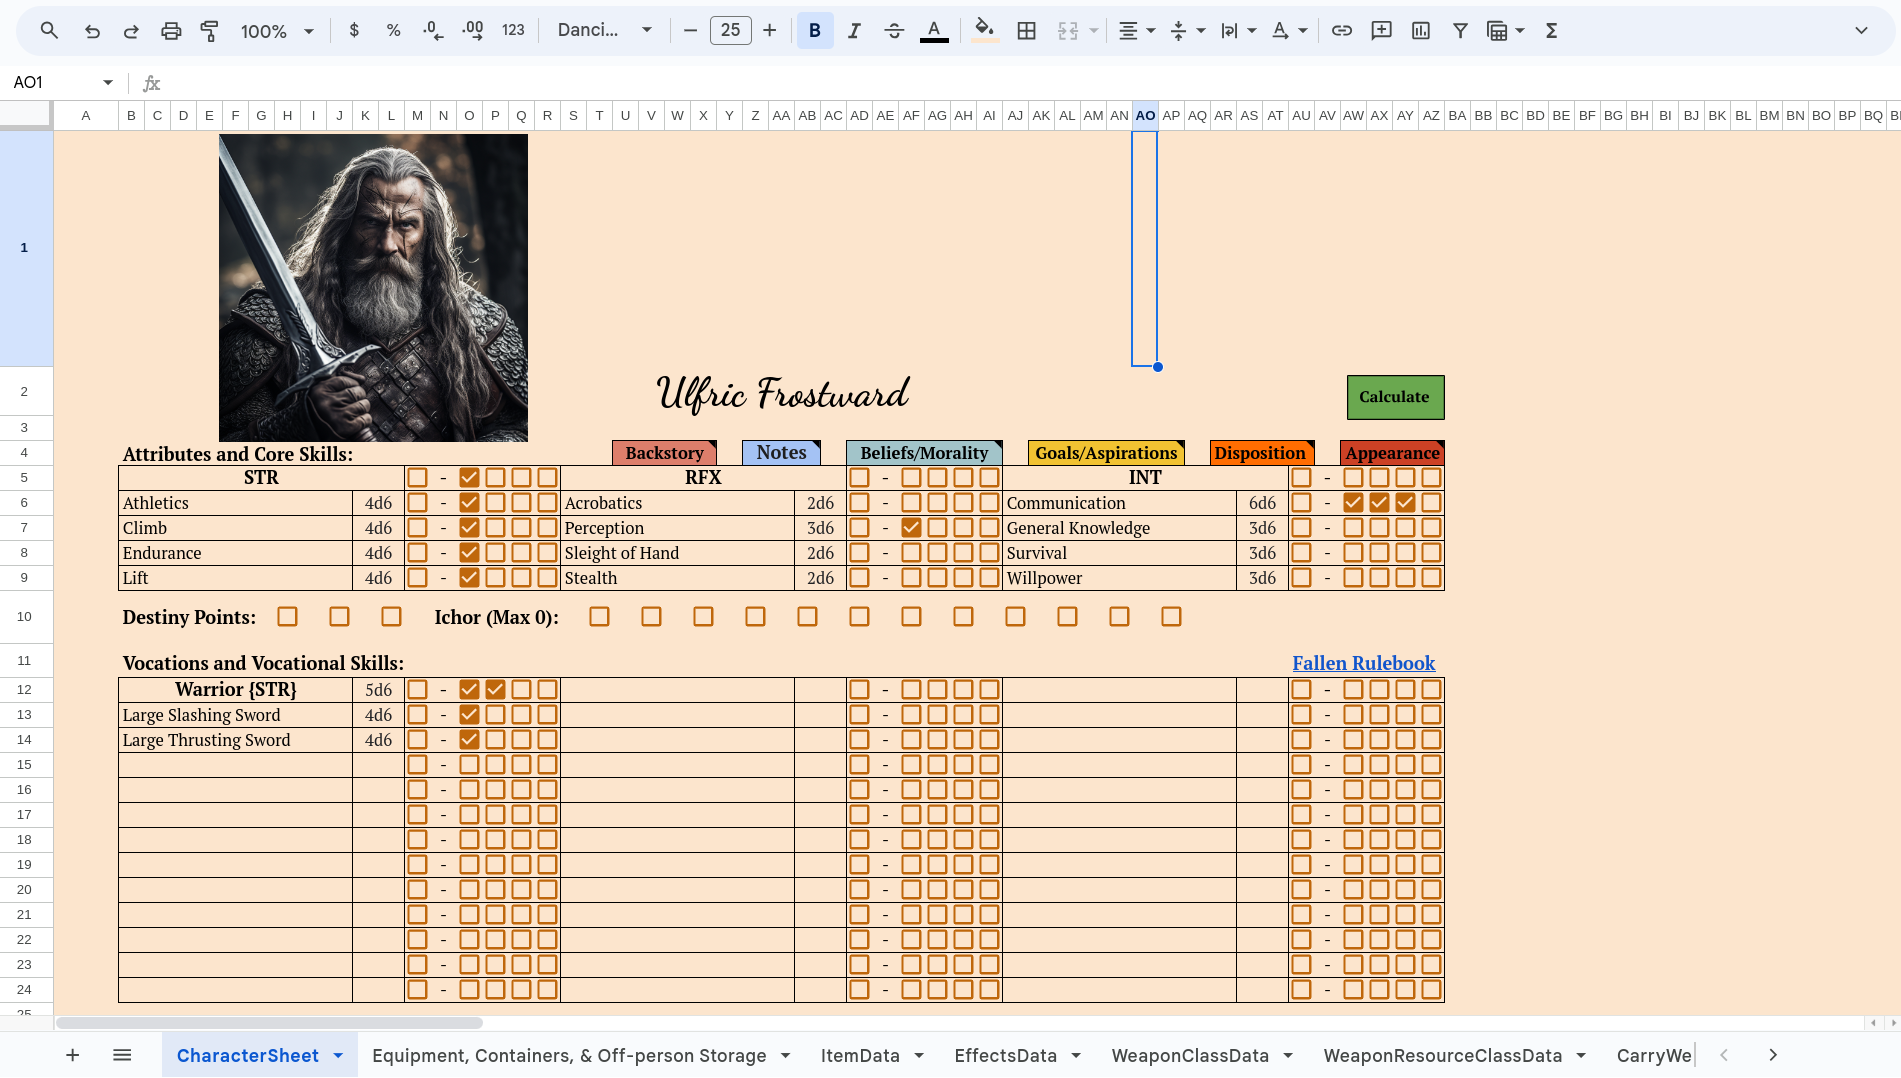 100% $ % .0 .00 123 Danci... 25 B I A A Σ
AO1 fx
A B C D E F G H I J K L M N O P Q R S T U V W X Y Z AA AB AC AD AE AF AG AH AI AJ AK AL AM AN AO AP AQ AR AS AT AU AV AW AX AY AZ BA BB BC BD BE BF BG BH BI BJ BK BL BM BN BO BP BQ
1
2 Ulfric Frostward Calculate
3
4 Attributes and Core Skills: Backstory Notes Beliefs/Morality Goals/Aspirations Disposition Appearance
5 STR - RFX - INT -
6 Athletics 4d6 - Acrobatics 2d6 - Communication 6d6 -
7 Climb 4d6 - Perception 3d6 - General Knowledge 3d6 -
8 Endurance 4d6 - Sleight of Hand 2d6 - Survival 3d6 -
9 Lift 4d6 - Stealth 2d6 - Willpower 3d6 -
10 Destiny Points: Ichor (Max 0):
11 Vocations and Vocational Skills: Fallen Rulebook
12 Warrior {STR} 5d6 - - -
13 Large Slashing Sword 4d6 - - -
14 Large Thrusting Sword 4d6 - - -
15 - - -
16 - - -
17 - - -
18 - - -
19 - - -
20 - - -
21 - - -
22 - - -
23 - - -
24 - - -
25
CharacterSheet Equipment, Containers, & Off-person Storage ItemData EffectsData WeaponClassData WeaponResourceClassData CarryWe